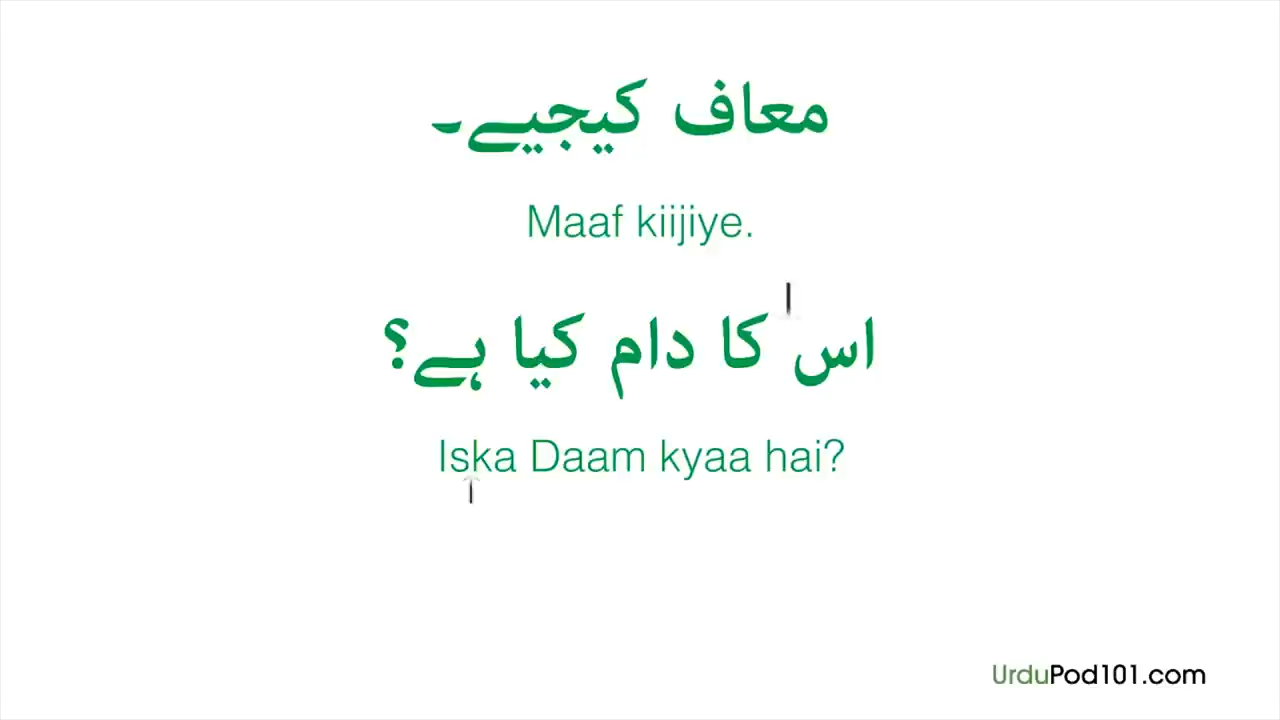 معاف کیجیے۔
Maaf kiijiye.
اس کا دام کیا ہے؟
Iska Daam kyaa hai?
UrduPod101.com